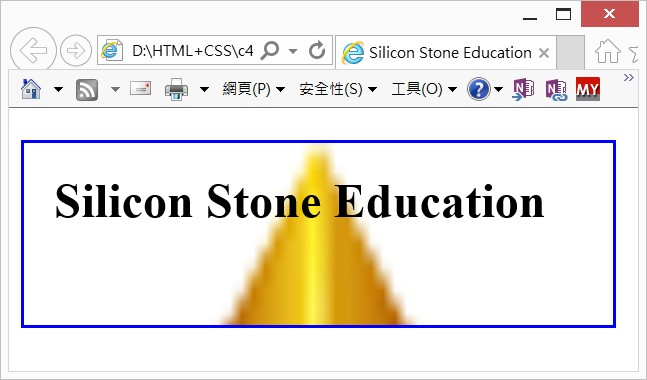 D:\HTML+CSS\c4
Silicon Stone Education
網頁(P) 安全性(S) 工具(O) ? N N MY
Silicon Stone Education